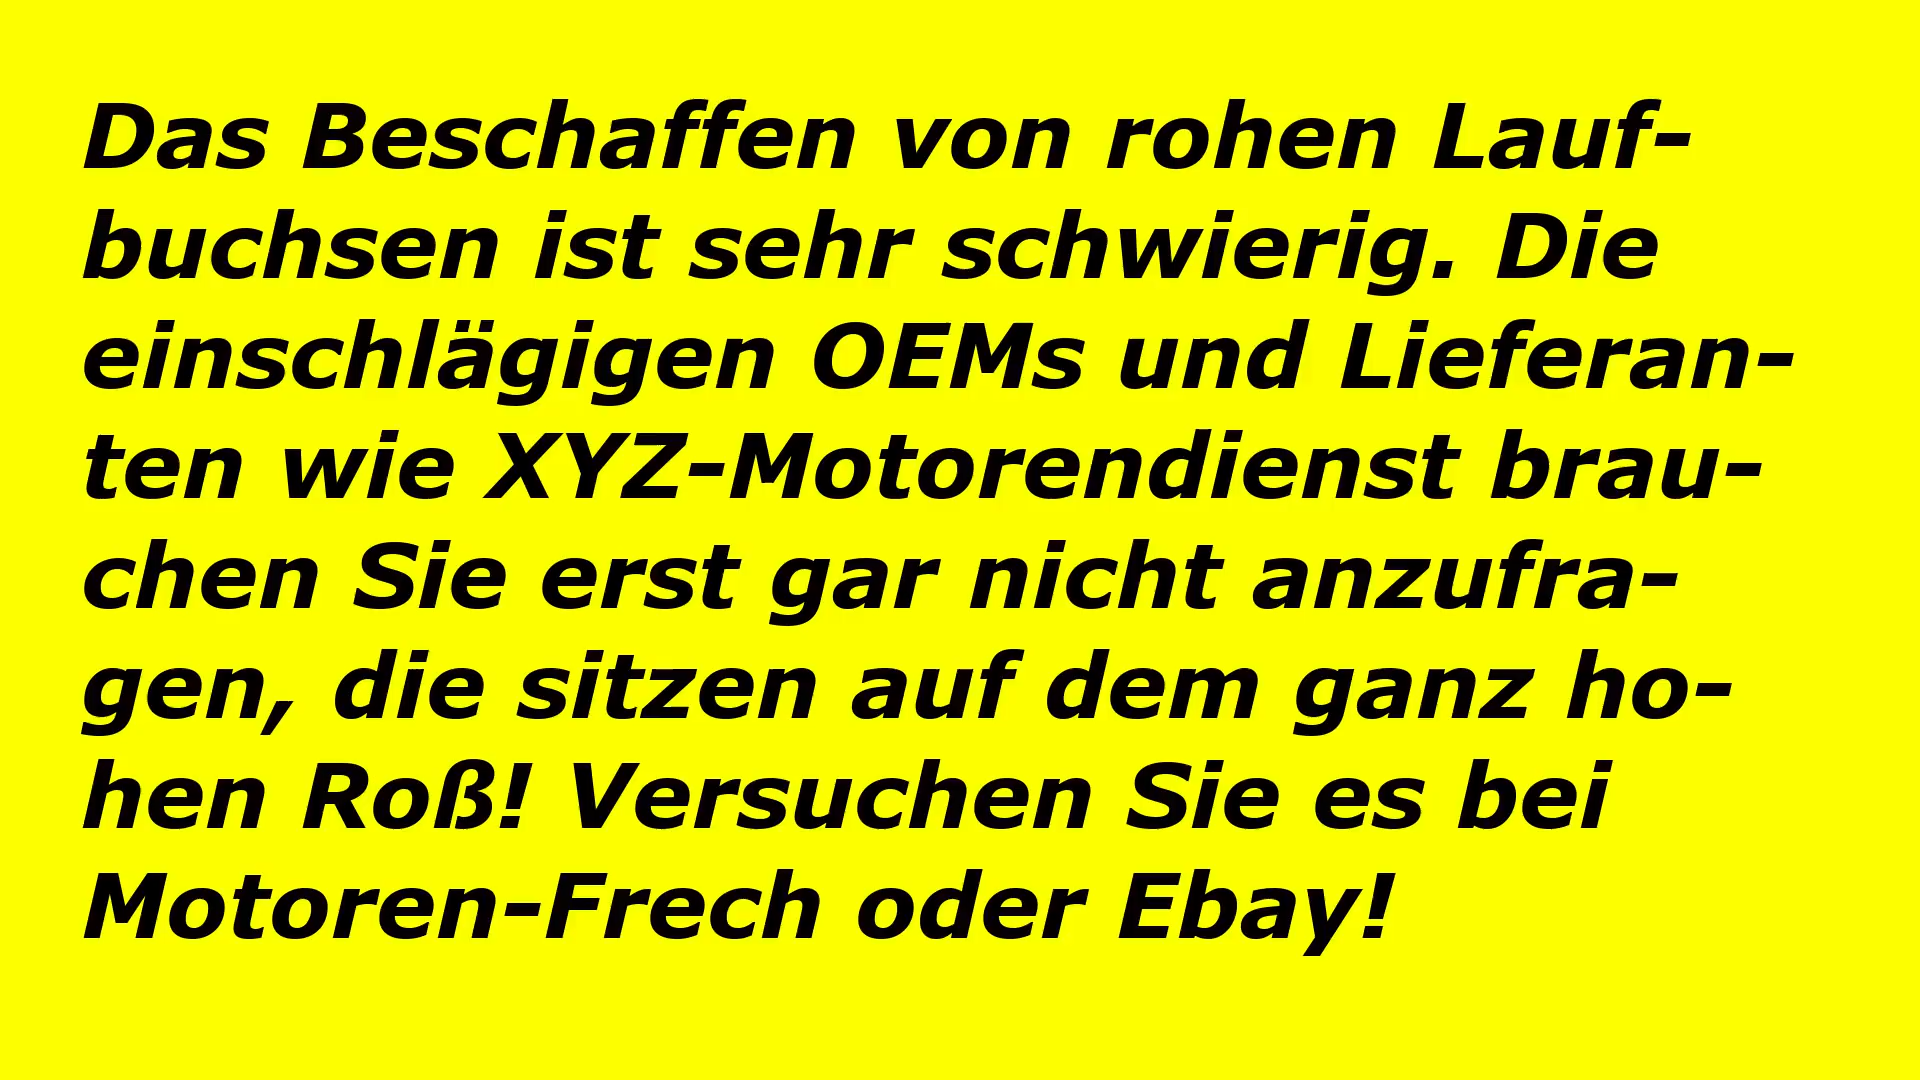 Das Beschaffen von rohen Lauf-
buchsen ist sehr schwierig. Die
einschlägigen OEMs und Lieferan-
ten wie XYZ-Motorendienst brau-
chen Sie erst gar nicht anzufra-
gen, die sitzen auf dem ganz ho-
hen Roß! Versuchen Sie es bei
Motoren-Frech oder Ebay!